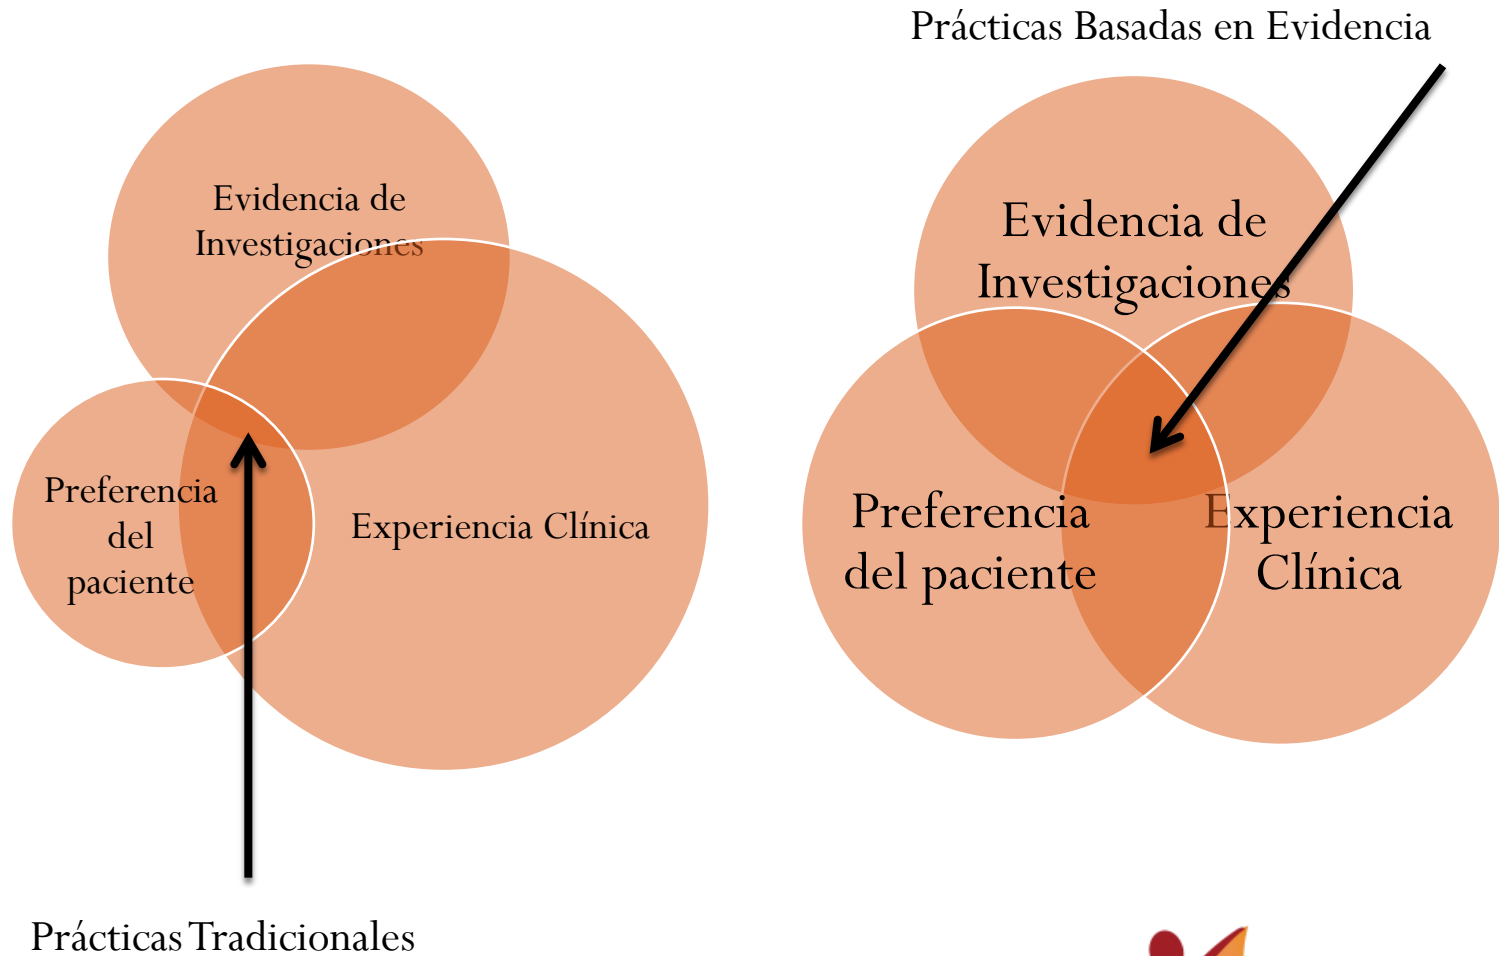 Prácticas Basadas en Evidencia
Evidencia de
Investigaciones
Preferencia
del
paciente
Experiencia Clínica
Prácticas Tradicionales
Evidencia de
Investigaciones
Preferencia
del paciente
Experiencia
Clínica